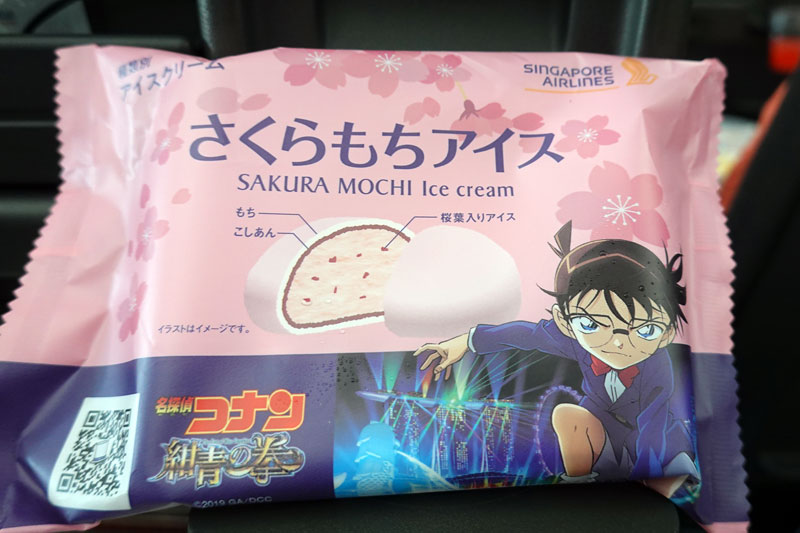 種類別
アイスクリーム
SINGAPORE
AIRLINES
さくらもちアイス
SAKURA MOCHI Ice cream
もち
こしあん
桜葉入りアイス
イラストはイメージです。
名探偵
コナン
紺青の拳
©2019 GA/DCC